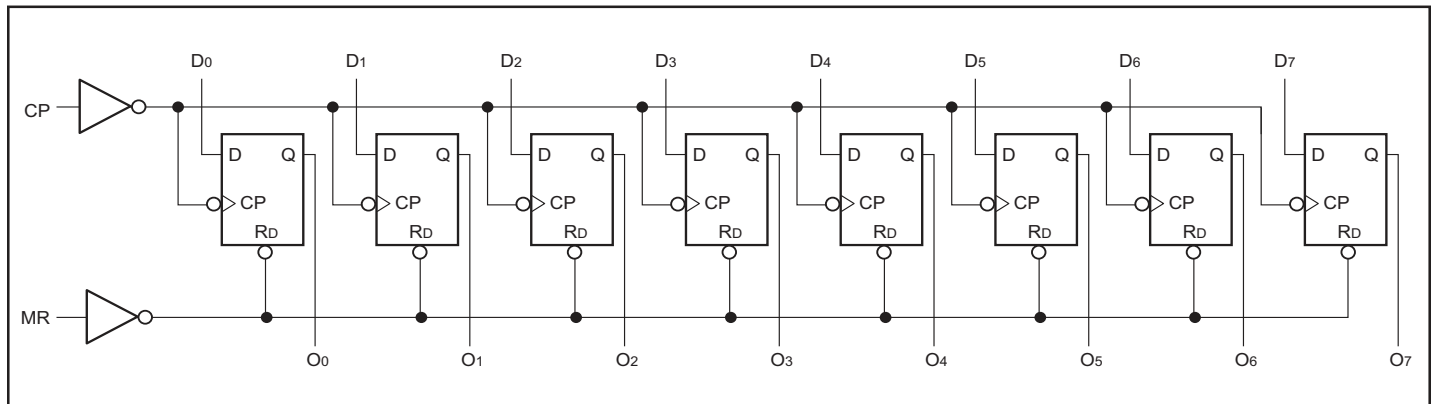 D0 D1 D2 D3 D4 D5 D6 D7
CP
D Q D Q D Q D Q D Q D Q D Q D Q
CP CP CP CP CP CP CP CP
RD RD RD RD RD RD RD RD
MR
O0 O1 O2 O3 O4 O5 O6 O7